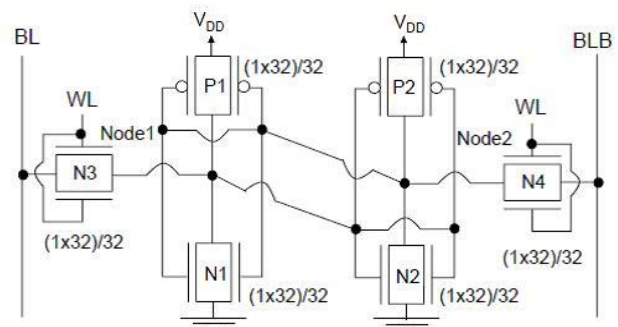 V_DD
V_DD
BL
BLB
(1x32)/32
(1x32)/32
P1
P2
WL
WL
Node1
Node2
N3
N4
(1x32)/32
(1x32)/32
N1
N2
(1x32)/32
(1x32)/32